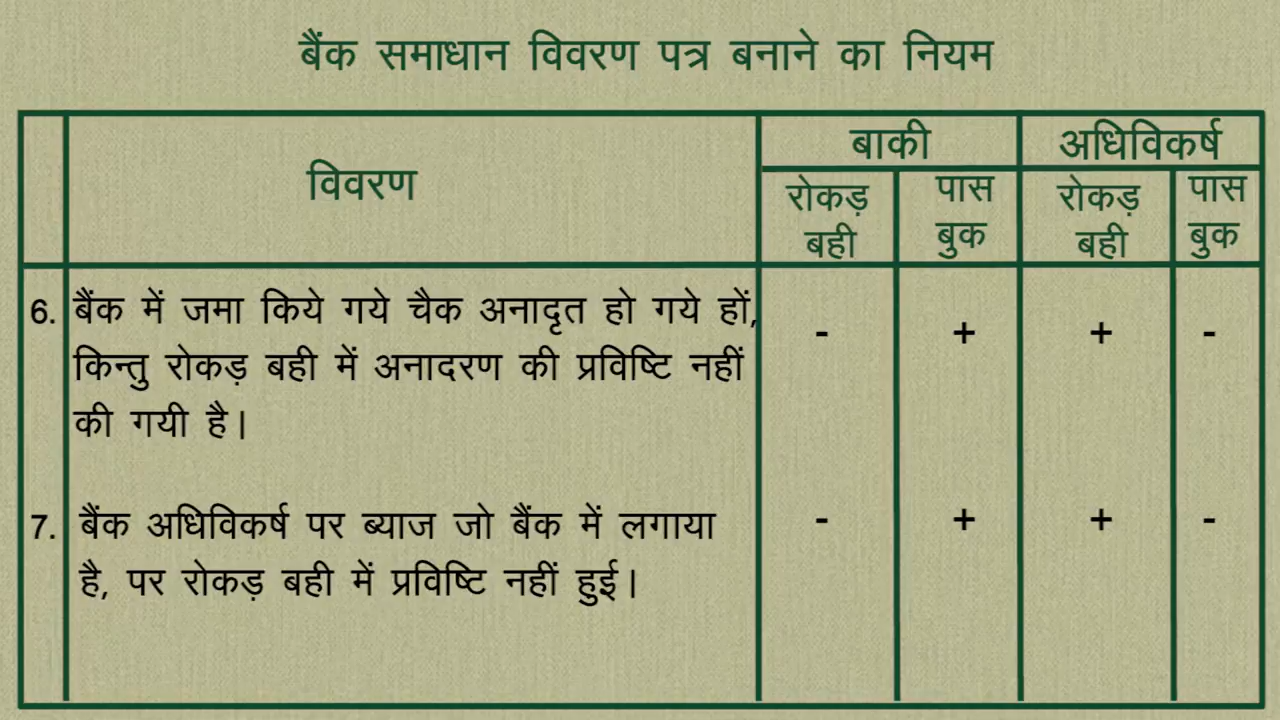 बैंक समाधान विवरण पत्र बनाने का नियम
विवरण
बाकी
अधिविकर्ष
रोकड़ बही
पास बुक
रोकड़ बही
पास बुक
6. बैंक में जमा किये गये चैक अनादृत हो गये हों,
किन्तु रोकड़ बही में अनादरण की प्रविष्टि नहीं
की गयी है।
- + + -
7. बैंक अधिविकर्ष पर ब्याज जो बैंक में लगाया
है, पर रोकड़ बही में प्रविष्टि नहीं हुई।
- + + -